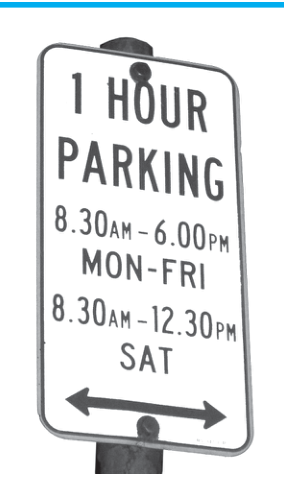 1 HOUR
PARKING
8.30AM-6.00PM
MON-FRI
8.30AM-12.30PM
SAT